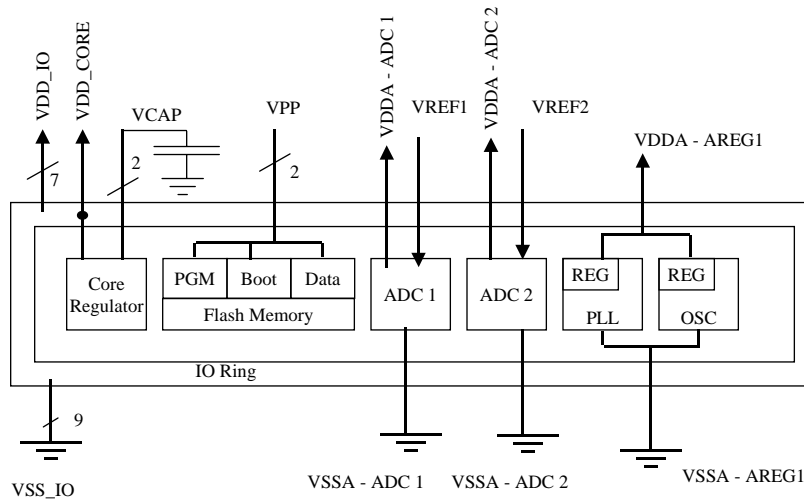 VDD_IO
VDD_CORE
VCAP
VPP
VDDA - ADC 1
VREF1
VDDA - ADC 2
VREF2
VDDA - AREG1
7
2
2
Core
Regulator
PGM
Boot
Data
Flash Memory
ADC 1
ADC 2
REG
PLL
REG
OSC
IO Ring
9
VSS_IO
VSSA - ADC 1
VSSA - ADC 2
VSSA - AREG1